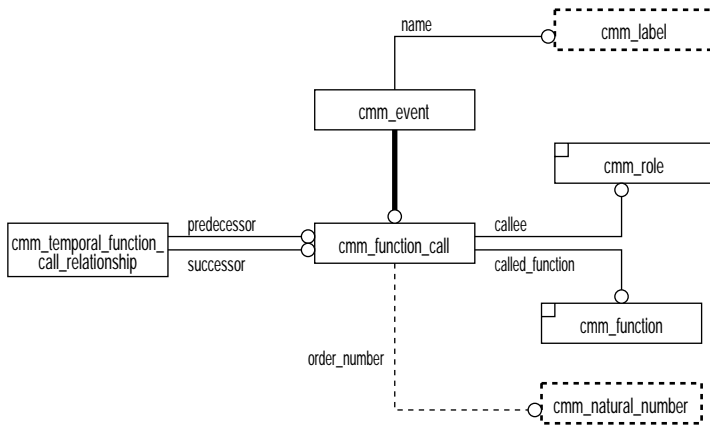 name
cmm_label
cmm_event
cmm_role
predecessor
callee
cmm_temporal_function_
call_relationship
cmm_function_call
successor
called_function
cmm_function
order_number
cmm_natural_number